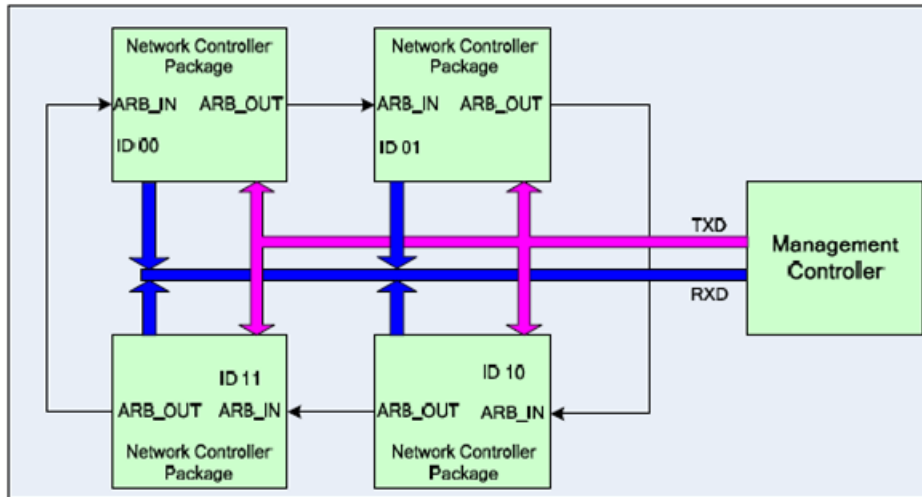 Network Controller
Package
ARB_IN ARB_OUT
ID 00
Network Controller
Package
ARB_IN ARB_OUT
ID 01
TXD
RXD
Management
Controller
ID 11
ARB_OUT ARB_IN
Network Controller
Package
ID 10
ARB_OUT ARB_IN
Network Controller
Package